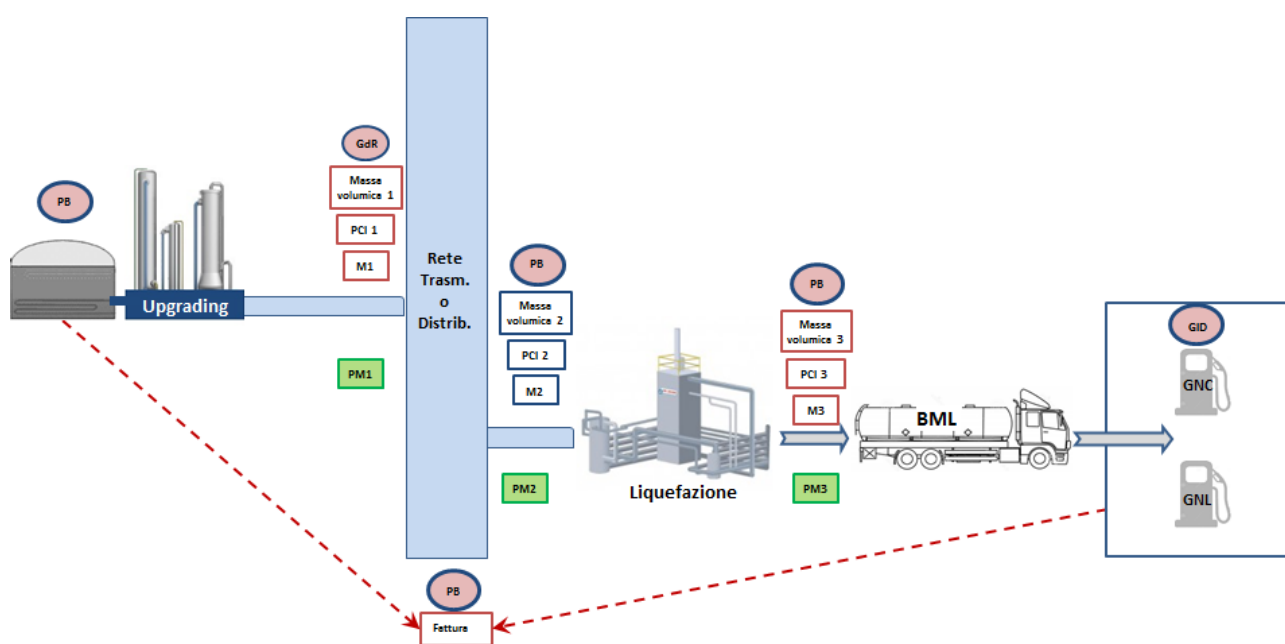 PB
Upgrading
GdR
Massa
volumica 1
PCI 1
M1
PM1
Rete
Trasm.
o
Distrib.
PB
Massa
volumica 2
PCI 2
M2
PM2
Liquefazione
PB
Massa
volumica 3
PCI 3
M3
PM3
BML
GID
GNC
GNL
PB
Fattura